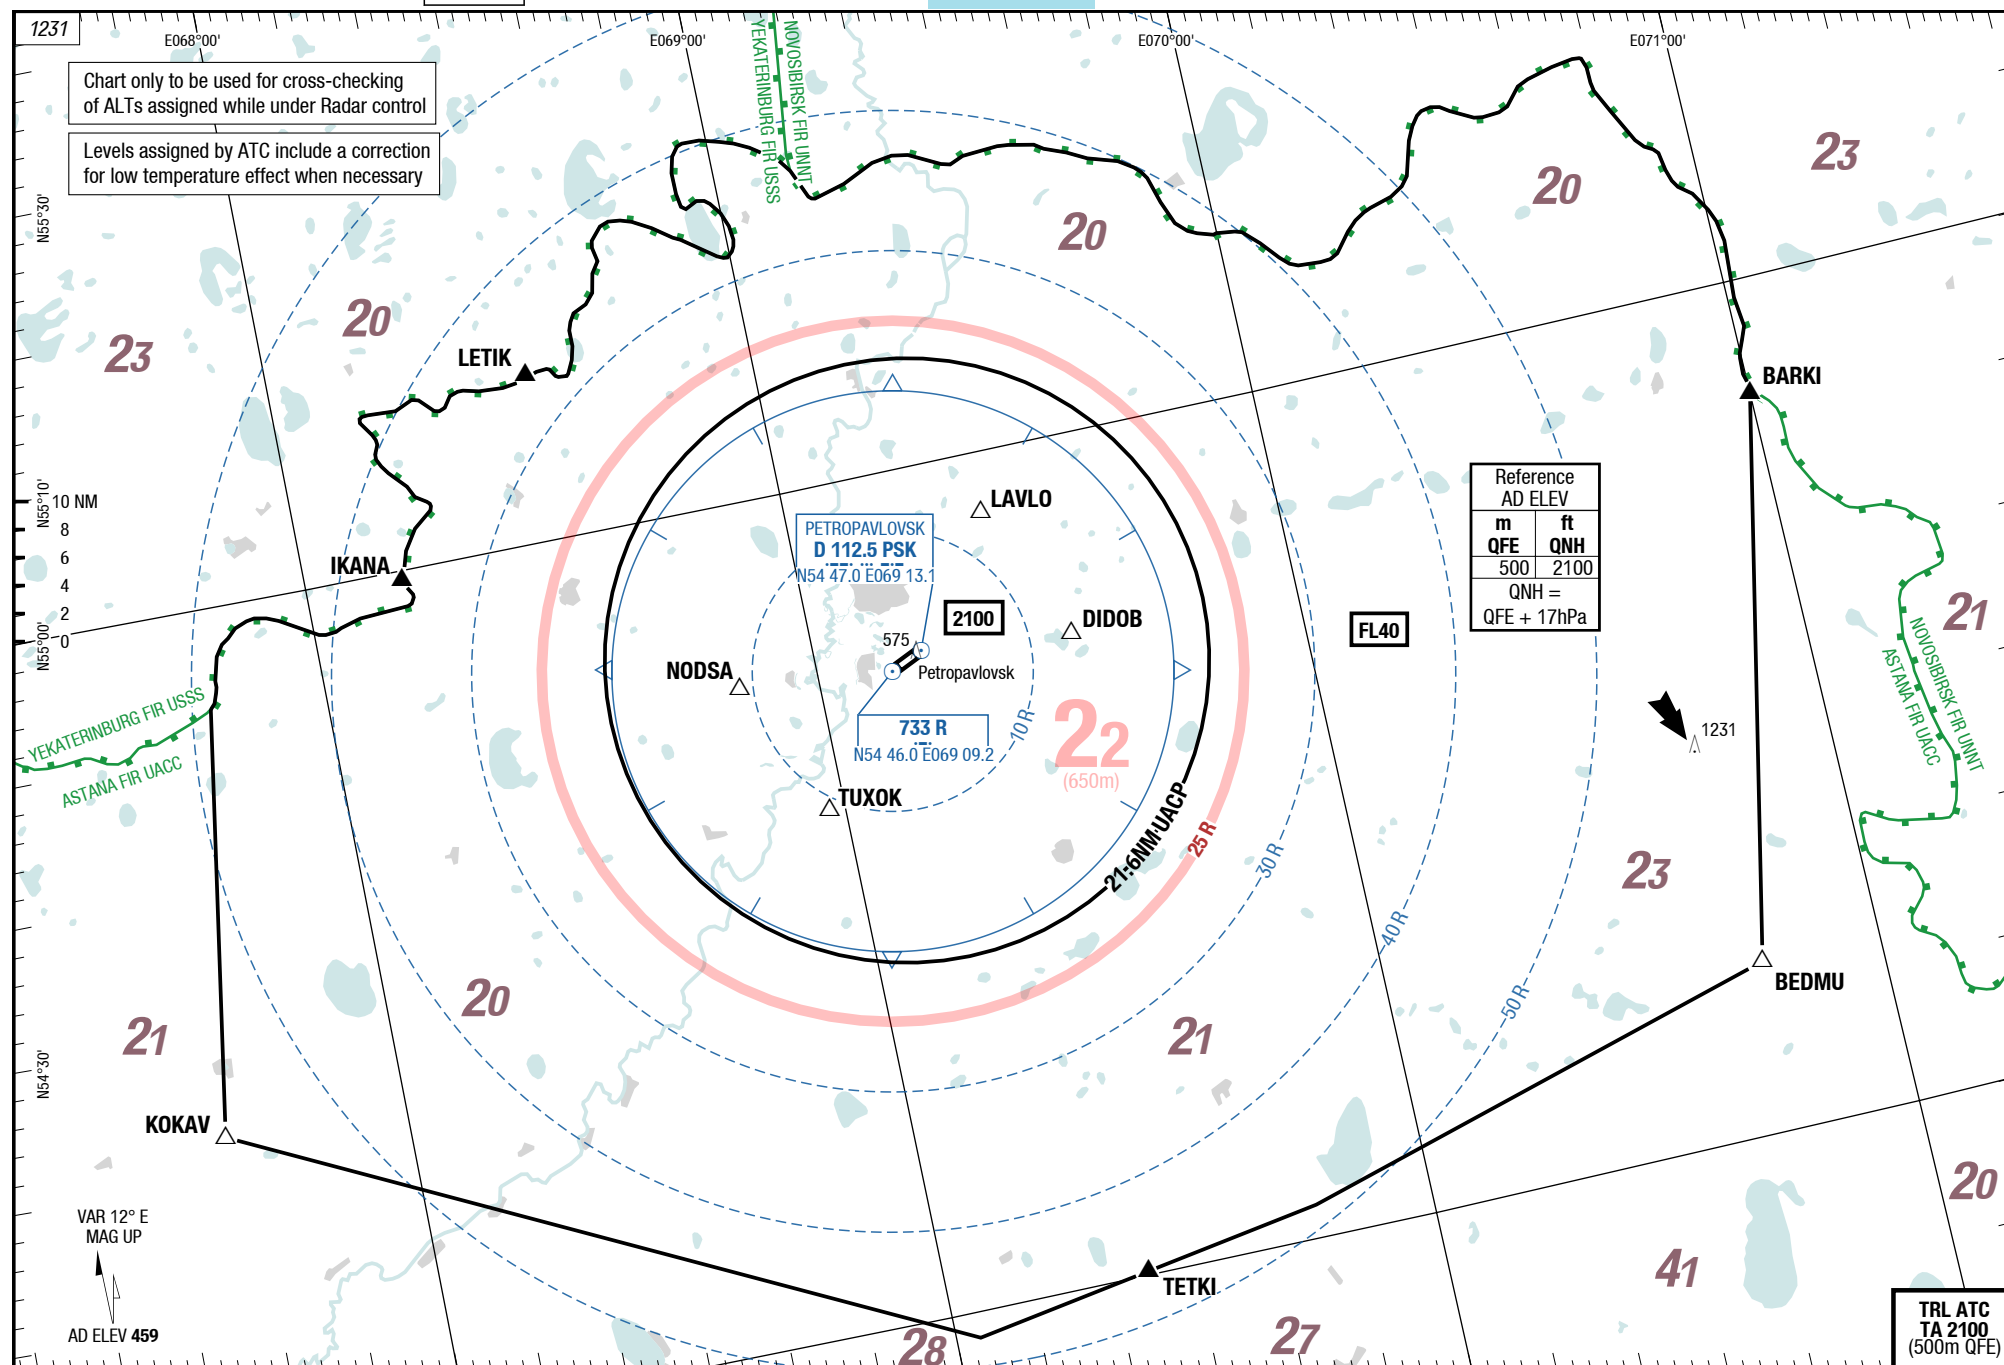 1231
E068°00'
E069°00'
E070°00'
E071°00'
Chart only to be used for cross-checking
of ALTs assigned while under Radar control
Levels assigned by ATC include a correction
for low temperature effect when necessary
YEKATERINBURG FIR USSS
NOVOSIBIRSK FIR UNNT
N55°30'
23
20
20
20
23
LETIK
BARKI
N55°10'
10 NM
8
6
4
2
0
N55°00'
IKANA
LAVLO
PETROPAVLOVSK
D 112.5 PSK
N54 47.0 E069 13.1
Reference
AD ELEV
m ft
QFE QNH
500 2100
QNH =
QFE + 17hPa
2100
DIDOB
FL40
575
Petropavlovsk
NODSA
21
NOVOSIBIRSK FIR UNNT
ASTANA FIR UACC
YEKATERINBURG FIR USSS
ASTANA FIR UACC
733 R
N54 46.0 E069 09.2
10 R
22
(650m)
1231
TUXOK
21.6NM UACP
25 R
30 R
40 R
50 R
23
BEDMU
20
21
21
N54°30'
KOKAV
20
VAR 12° E
MAG UP
AD ELEV 459
TETKI
41
28
27
TRL ATC
TA 2100
(500m QFE)